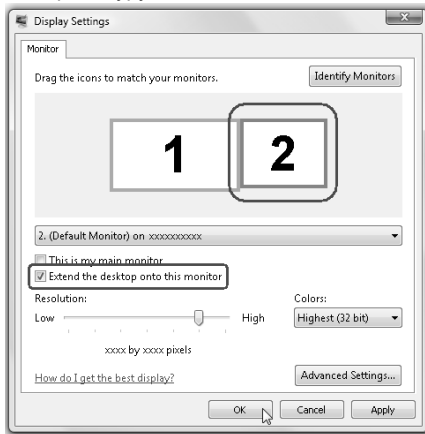 Display Settings
Monitor
Drag the icons to match your monitors.
Identify Monitors
1
2
2. (Default Monitor) on xxxxxxxxxx
This is my main monitor
Extend the desktop onto this monitor
Resolution:
Colors:
Low High Highest (32 bit)
xxxx by xxxx pixels
How do I get the best display?
Advanced Settings...
OK Cancel Apply